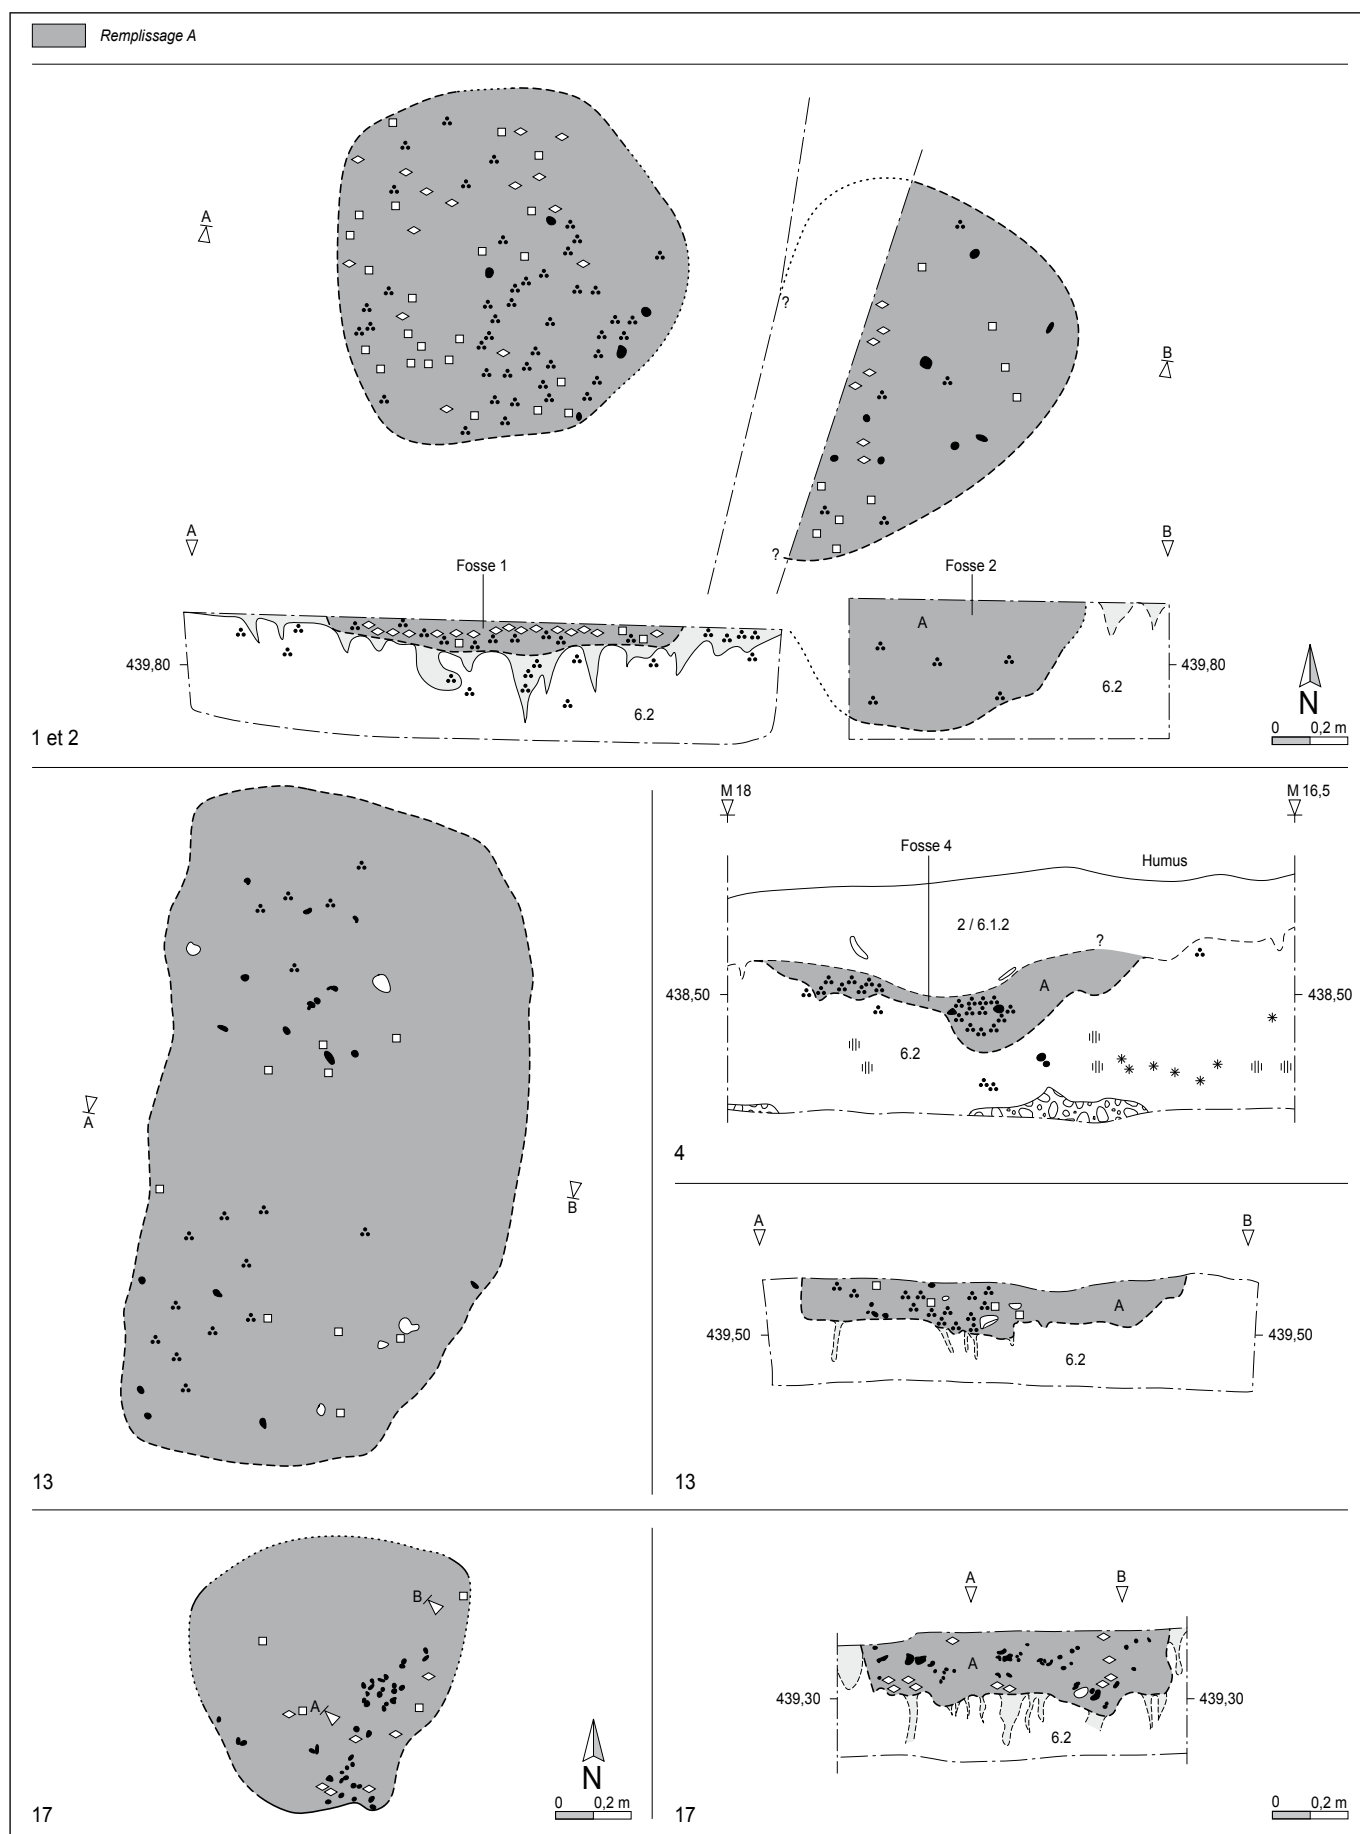 Remplissage A
A
B
?
?
A
B
Fosse 1
Fosse 2
A
439,80
439,80
6.2
6.2
N
0 0,2 m
1 et 2
M 18
M 16,5
Fosse 4
Humus
2 / 6.1.2
?
A
438,50
438,50
6.2
4
A
B
13
A
B
A
439,50
439,50
6.2
13
B
A
N
0 0,2 m
17
A
B
A
439,30
439,30
6.2
0 0,2 m
17